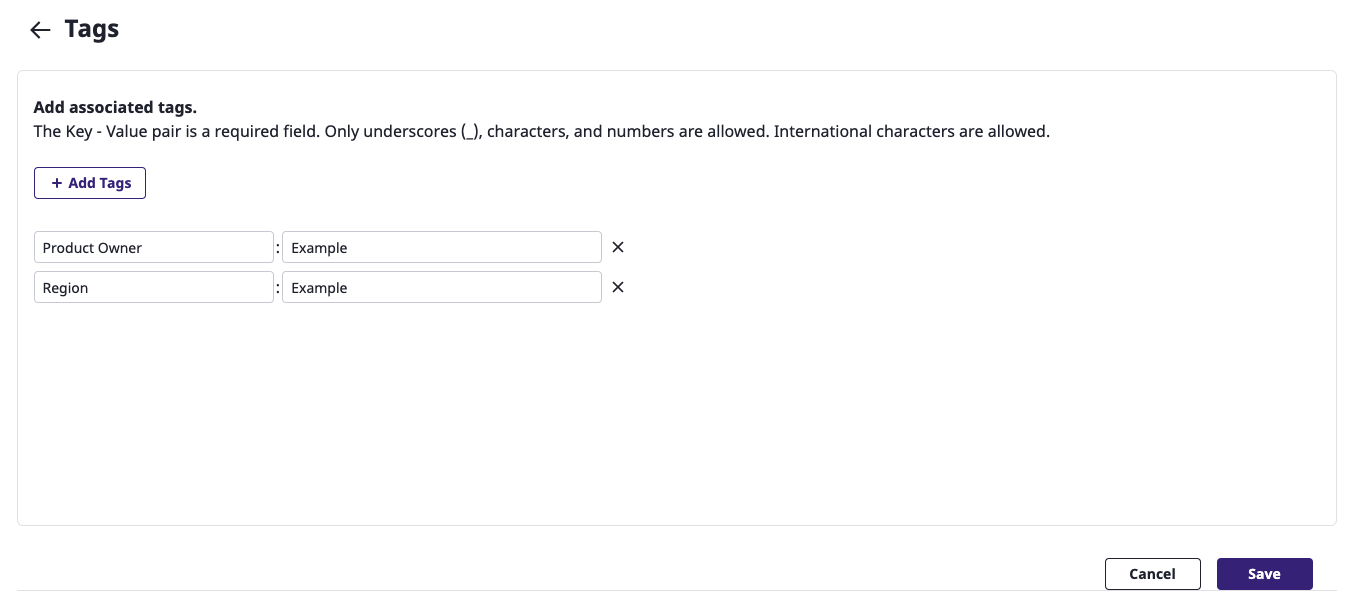 Tags
Add associated tags.
The Key - Value pair is a required field. Only underscores (_), characters, and numbers are allowed. International characters are allowed.
+ Add Tags
Product Owner : Example
Region : Example
Cancel Save